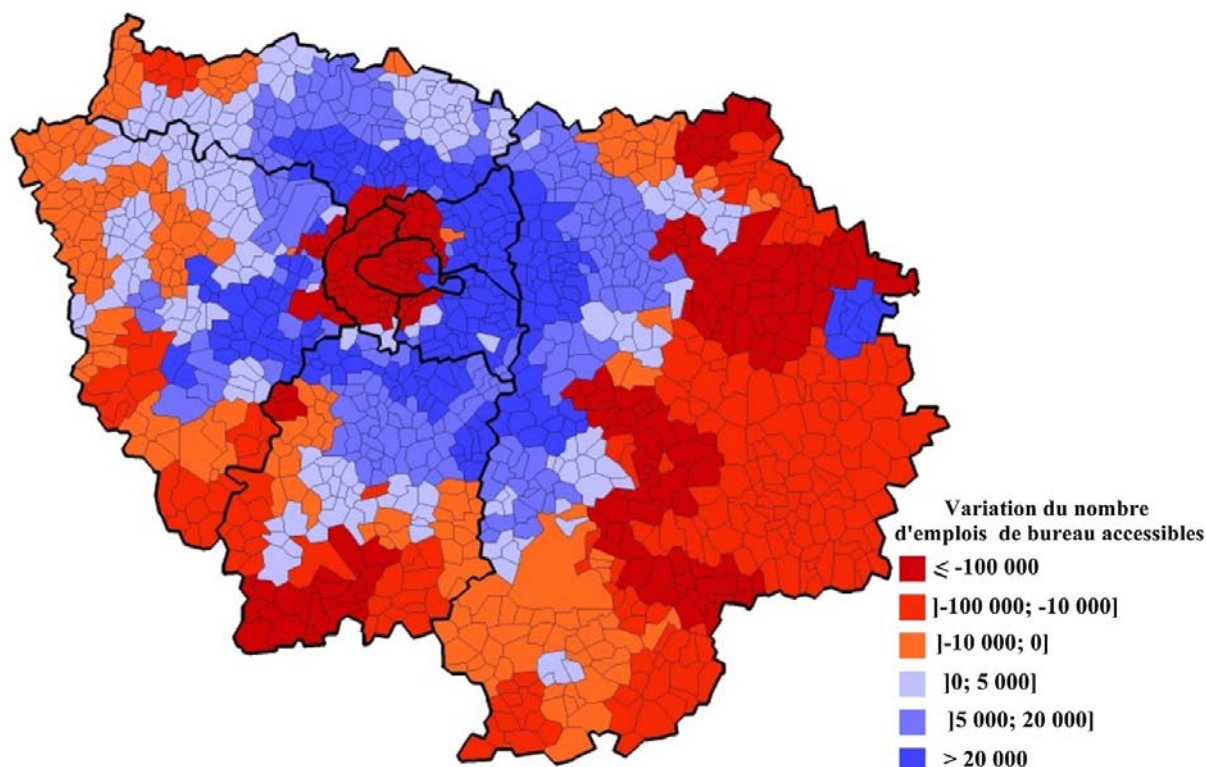 Variation du nombre
d'emplois de bureau accessibles
⩽ -100 000
]-100 000; -10 000]
]-10 000; 0]
]0; 5 000]
]5 000; 20 000]
> 20 000